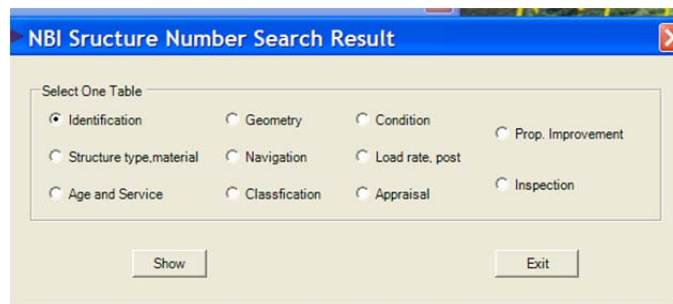 NBI Sructure Number Search Result
Select One Table
Identification Geometry Condition Prop. Improvement
Structure type,material Navigation Load rate, post Inspection
Age and Service Classfication Appraisal
Show Exit